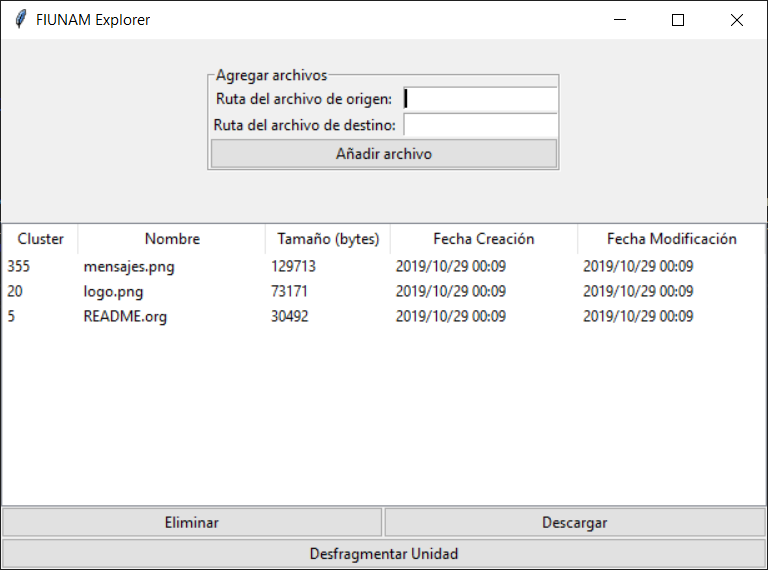 FIUNAM Explorer
Agregar archivos
Ruta del archivo de origen:
Ruta del archivo de destino:
Añadir archivo
Cluster Nombre Tamaño (bytes) Fecha Creación Fecha Modificación
355 mensajes.png 129713 2019/10/29 00:09 2019/10/29 00:09
20 logo.png 73171 2019/10/29 00:09 2019/10/29 00:09
5 README.org 30492 2019/10/29 00:09 2019/10/29 00:09
Eliminar Descargar
Desfragmentar Unidad